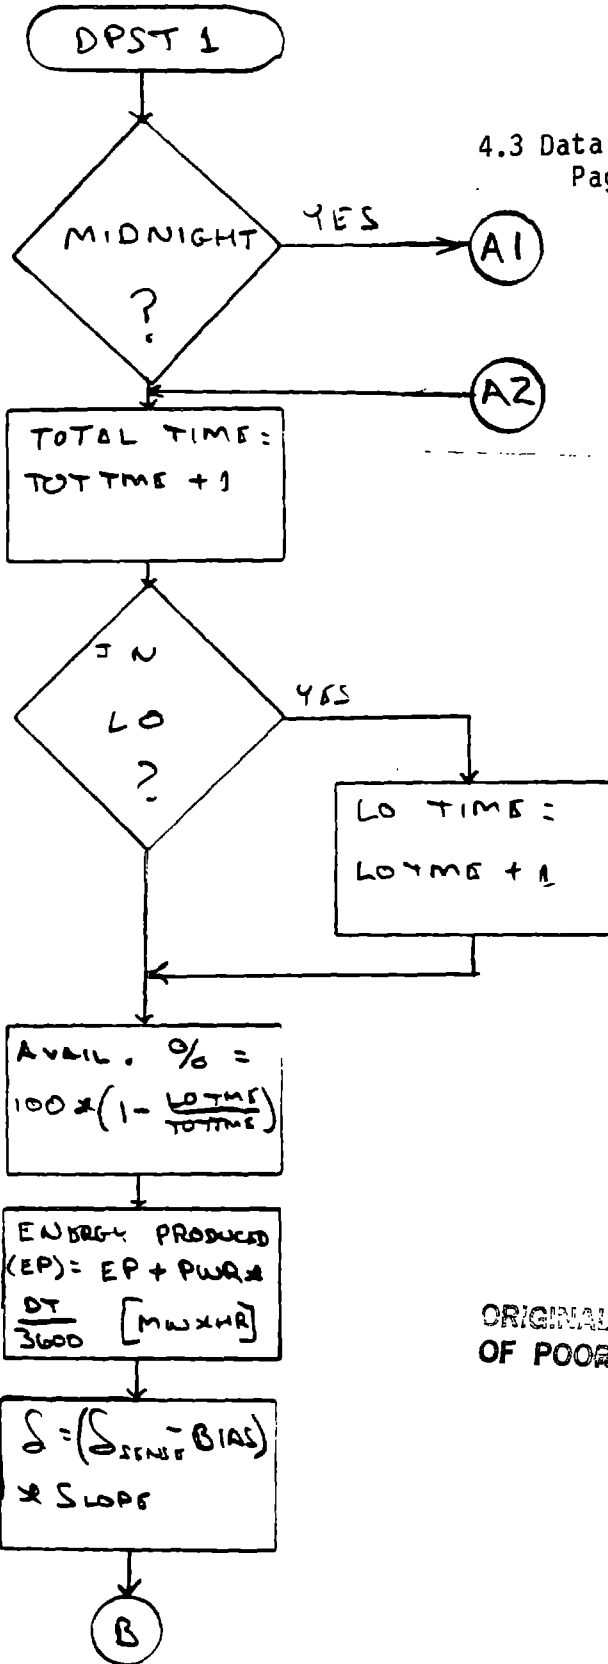 DPST 1
4.3 Data
Pag
MIDNIGHT
?
YES
A1
A2
TOTAL TIME =
TOTTME + 1
IN
LO
?
YES
LO TIME =
LOTME + 1
AVAIL. % =
100 * (1 - LOTME / TOTTME)
ENERGY PRODUCED
(EP) = EP + PWR *
DT / 3600 [MW*HR]
δ = (δ SENSE - BIAS)
* SLOPE
ORIGINAL
OF POOR
B